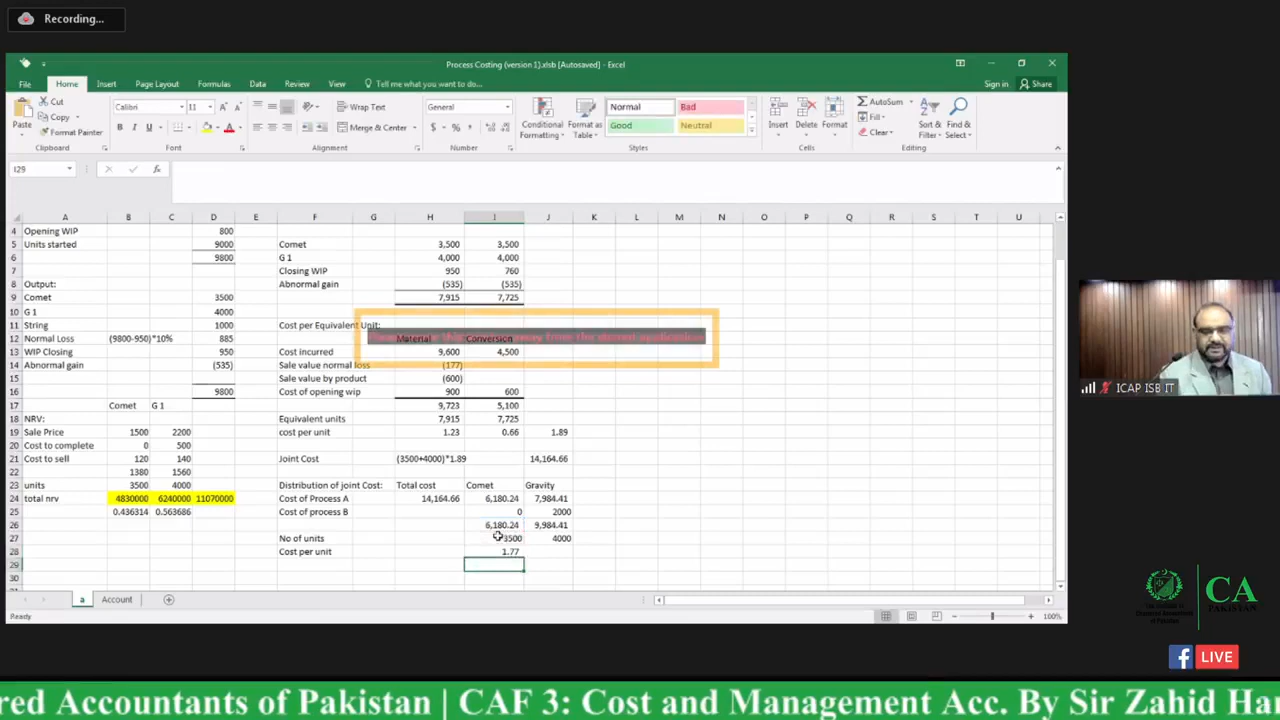 Recording...
Process Costing (version 1).xlsb [Autosaved] - Excel
File Home Insert Page Layout Formulas Data Review View Tell me what you want to do... Sign in Share
Cut Calibri 11 Wrap Text General Normal Bad AutoSum
Copy Fill
Paste Format Painter B U Merge & Center $ % Conditional Formatting Format as Table Good Neutral Insert Delete Format Clear Sort & Filter Find & Select
Clipboard Font Alignment Number Styles Cells Editing
I29 fx
A B C D E F G H I J K L M N O P Q R S T U
4 Opening WIP 800
5 Units started 9000 Comet 3,500 3,500
6 9800 G 1 4,000 4,000
7 Closing WIP 950 760
8 Output: Abnormal gain (535) (535)
9 Comet 3500 7,915 7,725
10 G1 4000
11 String 1000 Cost per Equivalent Unit:
12 Normal Loss (9800-950)*10% 885 Material Conversion
13 WIP Closing 950 Cost incurred 9,600 4,500
14 Abnormal gain (535) Sale value normal loss (177)
15 Sale value by product (600)
16 9800 Cost of opening wip 900 600
17 Comet G 1 9,723 5,100
18 NRV: Equivalent units 7,915 7,725
19 Sale Price 1500 2200 cost per unit 1.23 0.66 1.89
20 Cost to complete 0 500
21 Cost to sell 120 140 Joint Cost (3500+4000)*1.89 14,164.66
22 1380 1560
23 units 3500 4000 Distribution of joint Cost: Total cost Comet Gravity
24 total nrv 4830000 6240000 11070000 Cost of Process A 14,164.66 6,180.24 7,984.41
25 0.436314 0.563686 Cost of process B 0 2000
26 6,180.24 9,984.41
27 No of units 3500 4000
28 Cost per unit 1.77
29
30
a Account
Ready 100%
ICAP ISB IT
CA
PAKISTAN
The Institute of
Chartered Accountants
of Pakistan
f LIVE
red Accountants of Pakistan | CAF 3: Cost and Management Acc. By Sir Zahid Han